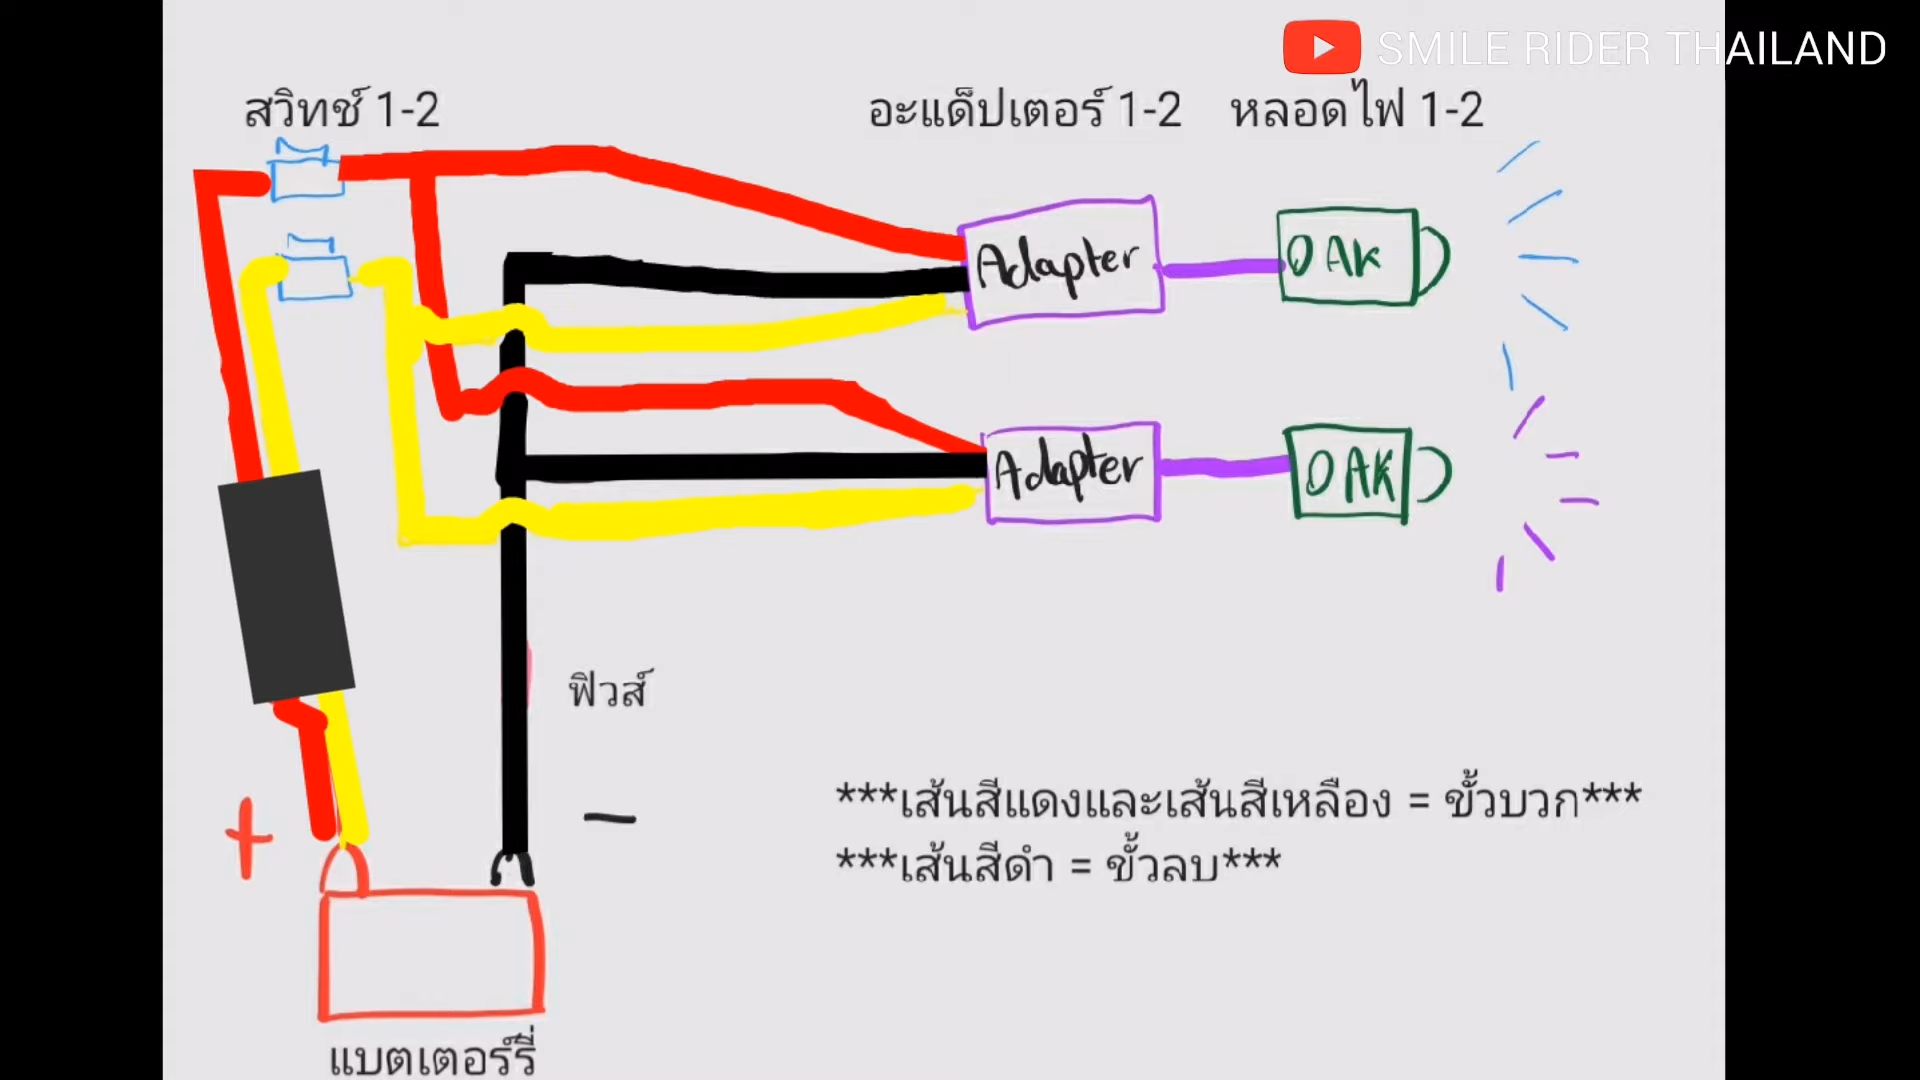 SMILE RIDER THAILAND
สวิทช์ 1-2
อะแด็ปเตอร์ 1-2
หลอดไฟ 1-2
Adapter
OAK
Adapter
OAK
ฟิวส์
+
–
***เส้นสีแดงและเส้นสีเหลือง = ขั้วบวก***
***เส้นสีดำ = ขั้วลบ***
แบตเตอร์รี่